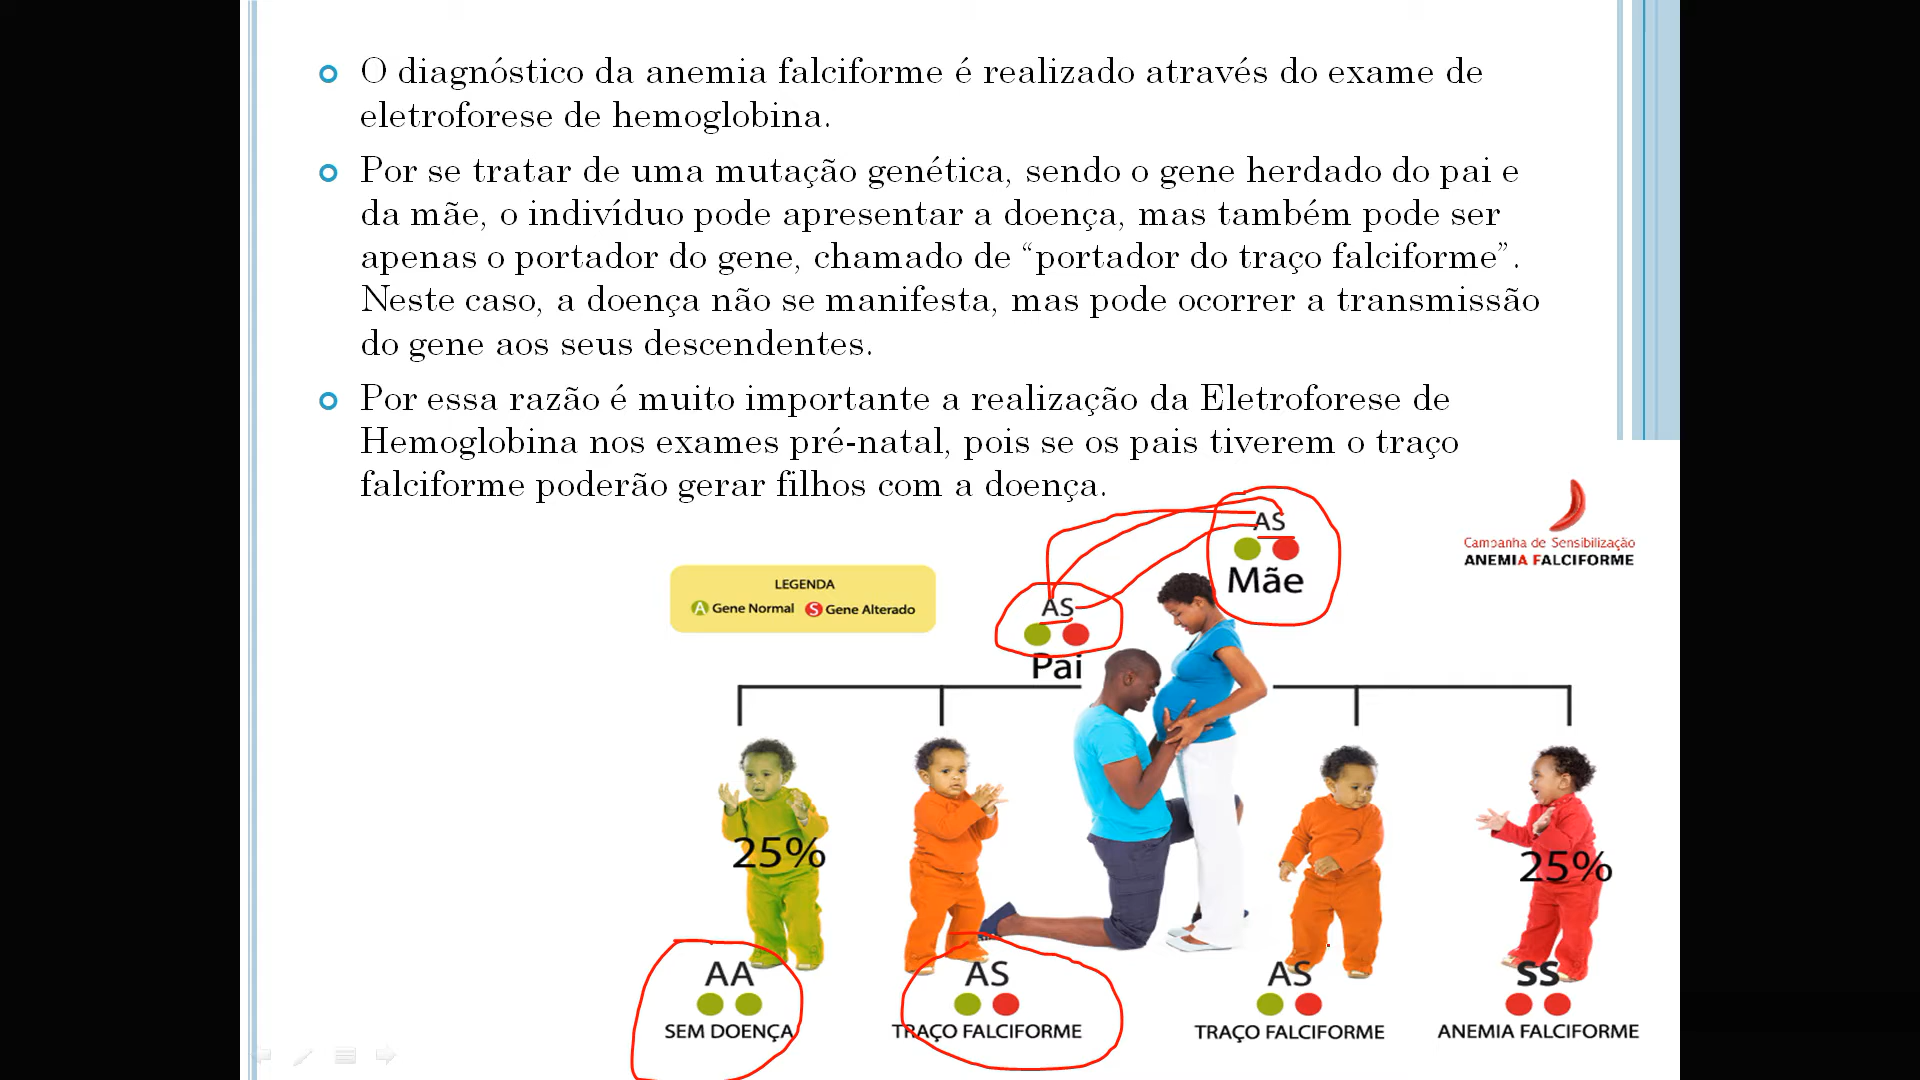 O diagnóstico da anemia falciforme é realizado através do exame de
eletroforese de hemoglobina.
Por se tratar de uma mutação genética, sendo o gene herdado do pai e
da mãe, o indivíduo pode apresentar a doença, mas também pode ser
apenas o portador do gene, chamado de “portador do traço falciforme”.
Neste caso, a doença não se manifesta, mas pode ocorrer a transmissão
do gene aos seus descendentes.
Por essa razão é muito importante a realização da Eletroforese de
Hemoglobina nos exames pré-natal, pois se os pais tiverem o traço
falciforme poderão gerar filhos com a doença.
AS
Mãe
Campanha de Sensibilização
ANEMIA FALCIFORME
LEGENDA
A Gene Normal S Gene Alterado
AS
Pai
25%
25%
AA
SEM DOENÇA
AS
TRAÇO FALCIFORME
AS
TRAÇO FALCIFORME
SS
ANEMIA FALCIFORME